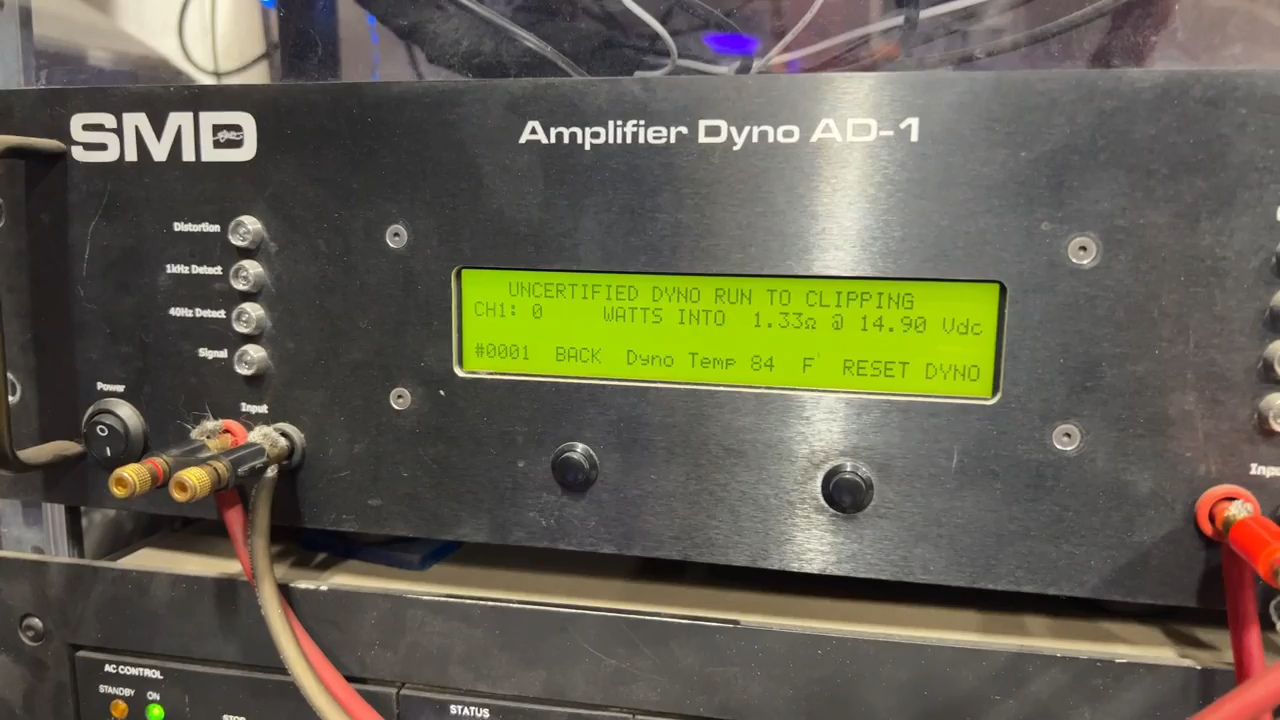 SMD
Amplifier Dyno AD-1
Distortion
1kHz Detect
40Hz Detect
Signal
Power
Input
UNCERTIFIED DYNO RUN TO CLIPPING
CH1: 0 WATTS INTO 1.33Ω @ 14.90 Vdc
#0001 BACK Dyno Temp 84 F RESET DYNO
O
I
AC CONTROL
STANDBY ON
STATUS